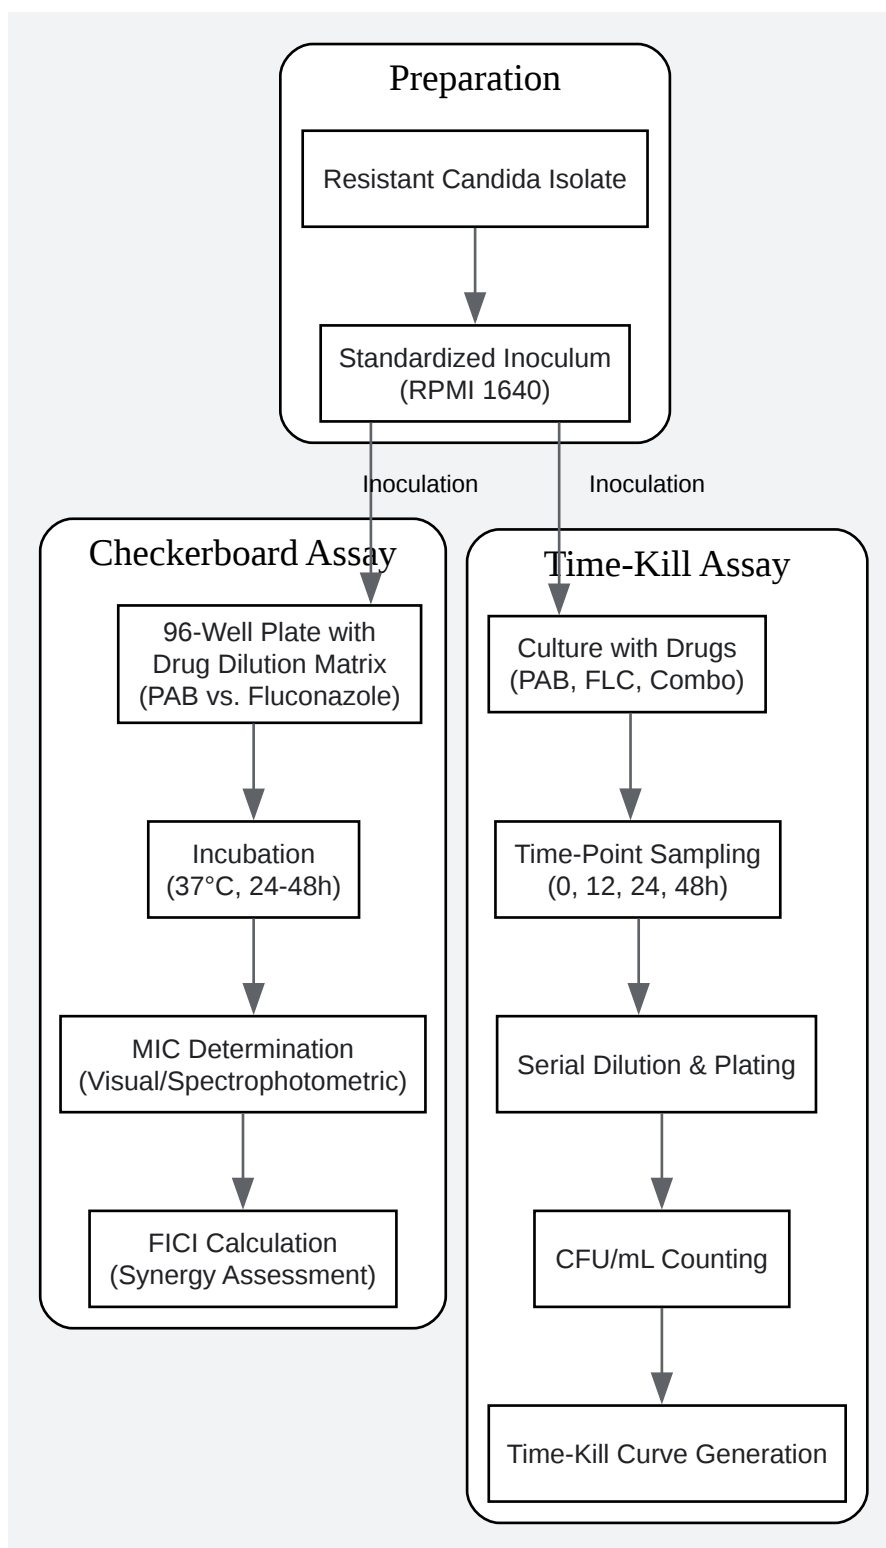 Preparation
Resistant Candida Isolate
Standardized Inoculum
(RPMI 1640)
Inoculation
Inoculation
Checkerboard Assay
96-Well Plate with
Drug Dilution Matrix
(PAB vs. Fluconazole)
Incubation
(37°C, 24-48h)
MIC Determination
(Visual/Spectrophotometric)
FICI Calculation
(Synergy Assessment)
Time-Kill Assay
Culture with Drugs
(PAB, FLC, Combo)
Time-Point Sampling
(0, 12, 24, 48h)
Serial Dilution & Plating
CFU/mL Counting
Time-Kill Curve Generation